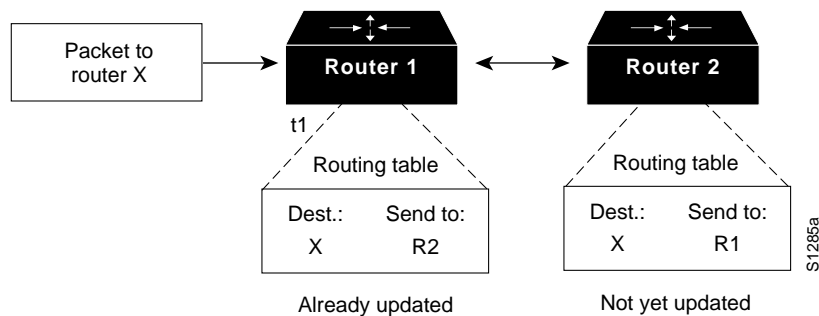 Packet to
router X
Router 1
Router 2
t1
Routing table
Dest.: Send to:
X R2
Already updated
Routing table
Dest.: Send to:
X R1
Not yet updated
S1285a